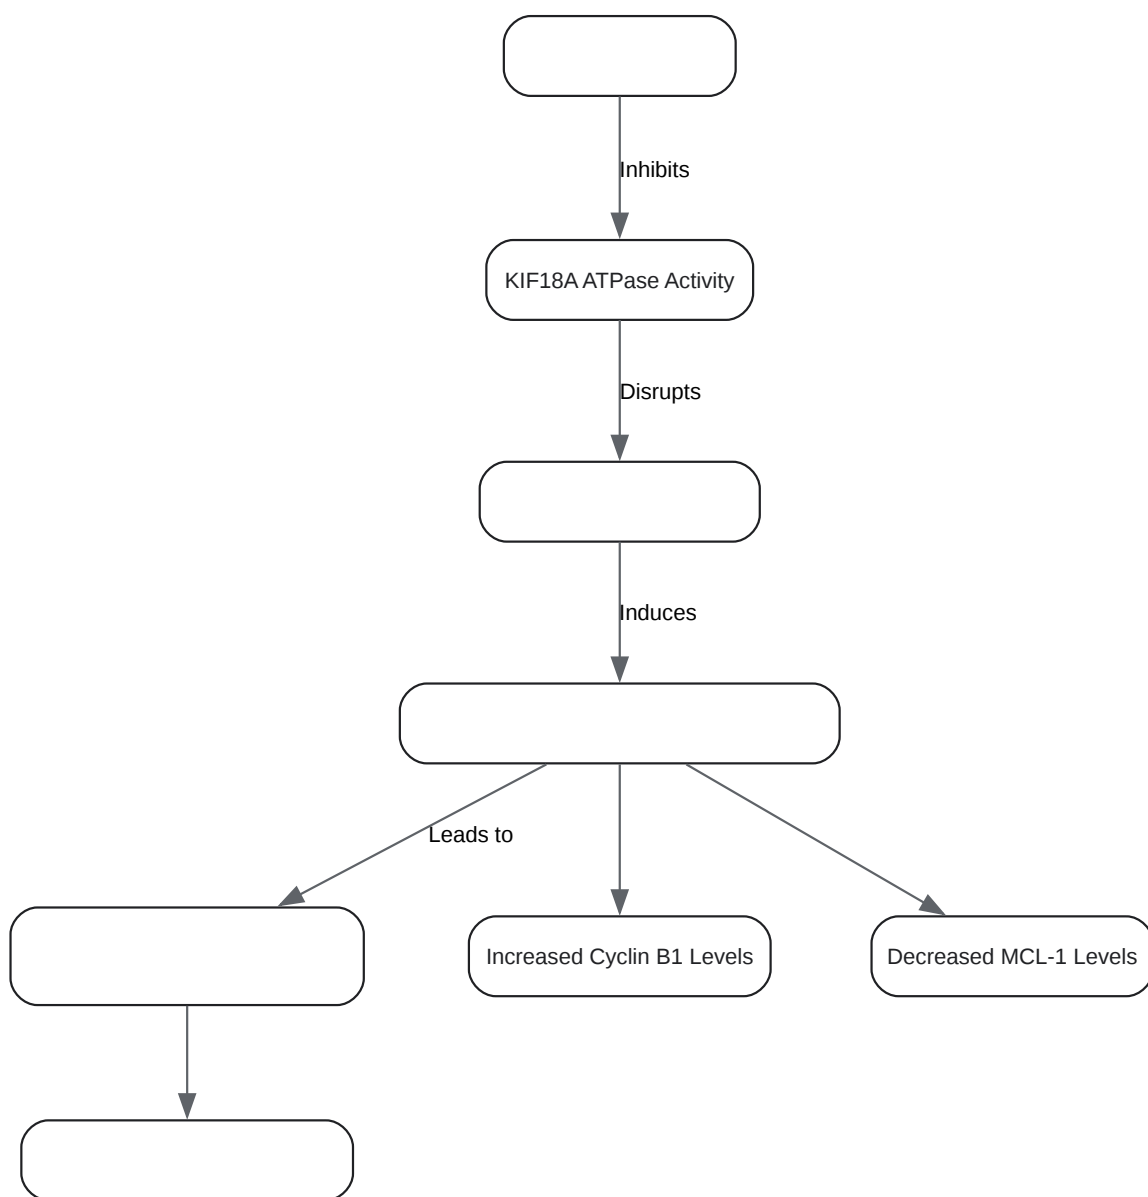 Inhibits
KIF18A ATPase Activity
Disrupts
Induces
Leads to
Increased Cyclin B1 Levels
Decreased MCL-1 Levels